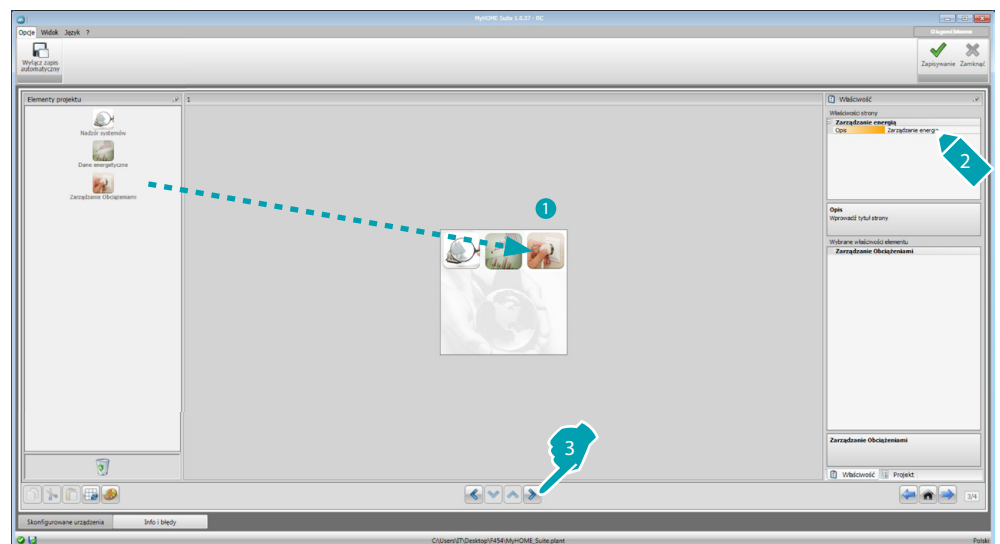 MyHOME Suite 1.0.27 - RC
Opcje Widok Język ?
Wyłącz zapis
automatyczny
Zapisywanie Zamknąć
Elementy projektu
1
Właściwość
Nadzór systemów
Dane energetyczne
Zarządzanie Obciążeniami
Właściwości strony
Zarządzanie energią
Opis Zarządzanie energią
2
1
Opis
Wprowadź tytuł strony
Wybrane właściwości elementu
Zarządzanie Obciążeniami
3
Zarządzanie Obciążeniami
Właściwość Projekt
3/4
Skonfigurowane urządzenia Info i błędy
C:\Users\IT\Desktop\F454\MyHOME_Suite.plant
Polski